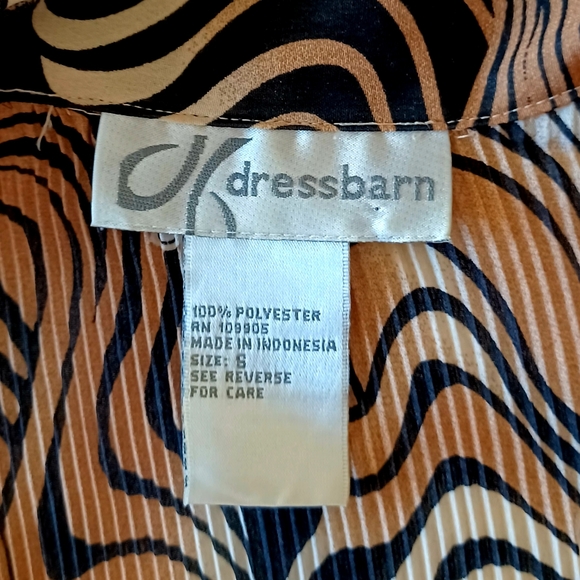 dressbarn
100% POLYESTER
RN 109905
MADE IN INDONESIA
SIZE: S
SEE REVERSE
FOR CARE